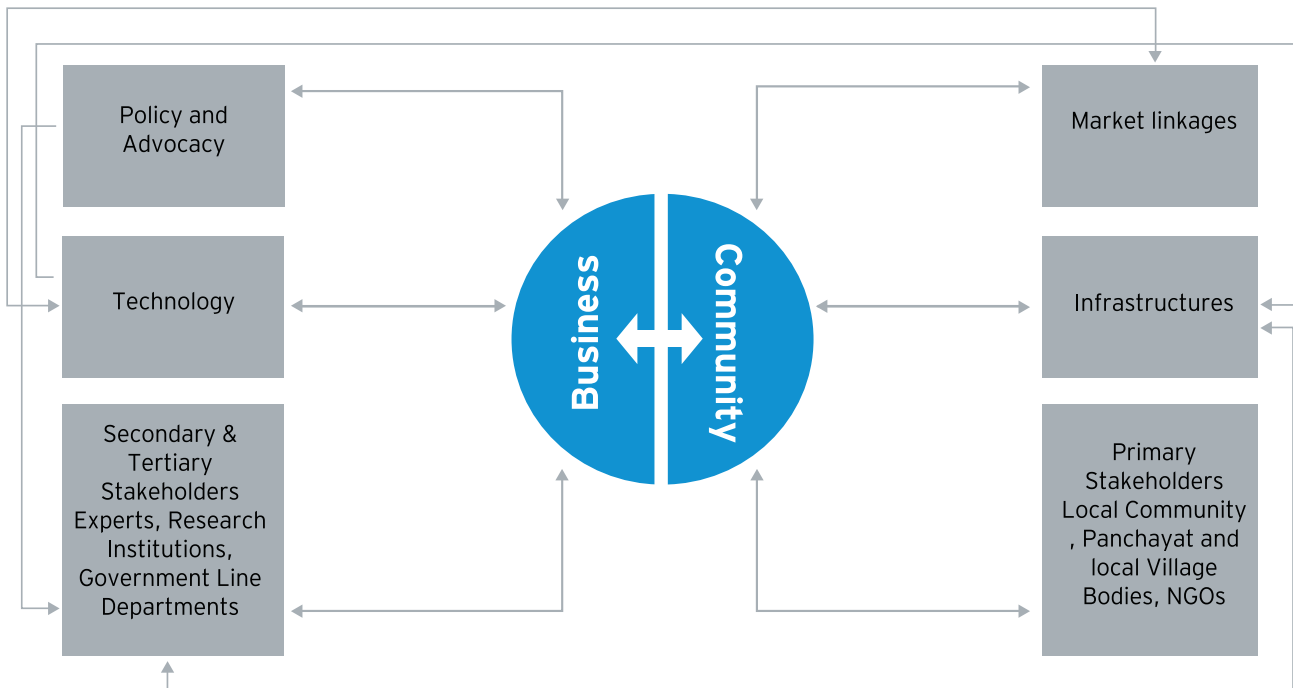 Policy and
Advocacy
Technology
Secondary &
Tertiary
Stakeholders
Experts, Research
Institutions,
Government Line
Departments
Business
Community
Market linkages
Infrastructures
Primary
Stakeholders
Local Community
, Panchayat and
local Village
Bodies, NGOs